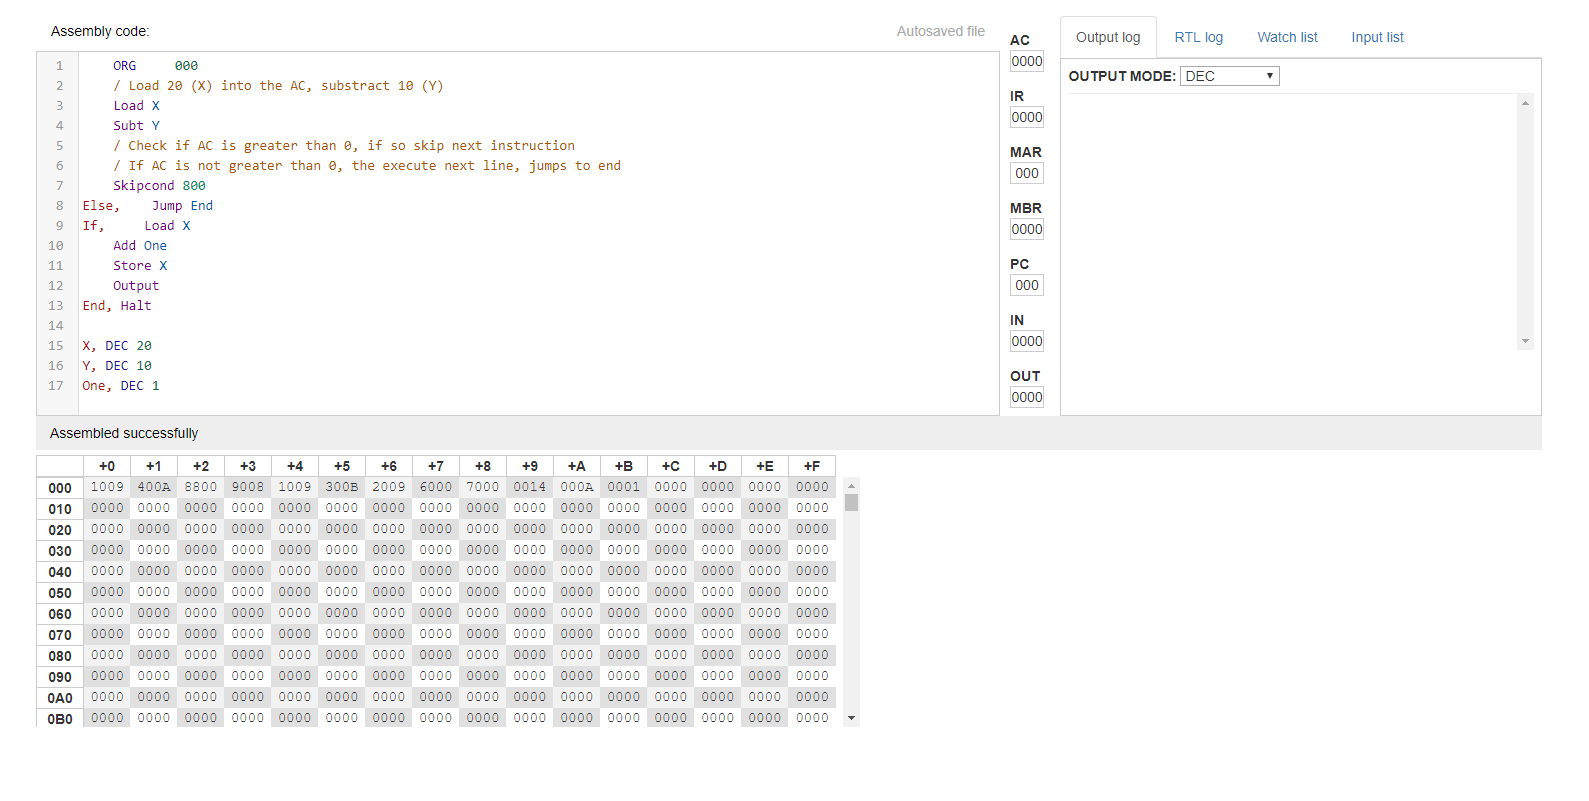 Assembly code:
Autosaved file
1 ORG 000
2 / Load 20 (X) into the AC, substract 10 (Y)
3 Load X
4 Subt Y
5 / Check if AC is greater than 0, if so skip next instruction
6 / If AC is not greater than 0, the execute next line, jumps to end
7 Skipcond 800
8 Else, Jump End
9 If, Load X
10 Add One
11 Store X
12 Output
13 End, Halt
14
15 X, DEC 20
16 Y, DEC 10
17 One, DEC 1
AC
0000
IR
0000
MAR
000
MBR
0000
PC
000
IN
0000
OUT
0000
Output log RTL log Watch list Input list
OUTPUT MODE: DEC
Assembled successfully
+0 +1 +2 +3 +4 +5 +6 +7 +8 +9 +A +B +C +D +E +F
000 1009 400A 8800 9008 1009 300B 2009 6000 7000 0014 000A 0001 0000 0000 0000 0000
010 0000 0000 0000 0000 0000 0000 0000 0000 0000 0000 0000 0000 0000 0000 0000 0000
020 0000 0000 0000 0000 0000 0000 0000 0000 0000 0000 0000 0000 0000 0000 0000 0000
030 0000 0000 0000 0000 0000 0000 0000 0000 0000 0000 0000 0000 0000 0000 0000 0000
040 0000 0000 0000 0000 0000 0000 0000 0000 0000 0000 0000 0000 0000 0000 0000 0000
050 0000 0000 0000 0000 0000 0000 0000 0000 0000 0000 0000 0000 0000 0000 0000 0000
060 0000 0000 0000 0000 0000 0000 0000 0000 0000 0000 0000 0000 0000 0000 0000 0000
070 0000 0000 0000 0000 0000 0000 0000 0000 0000 0000 0000 0000 0000 0000 0000 0000
080 0000 0000 0000 0000 0000 0000 0000 0000 0000 0000 0000 0000 0000 0000 0000 0000
090 0000 0000 0000 0000 0000 0000 0000 0000 0000 0000 0000 0000 0000 0000 0000 0000
0A0 0000 0000 0000 0000 0000 0000 0000 0000 0000 0000 0000 0000 0000 0000 0000 0000
0B0 0000 0000 0000 0000 0000 0000 0000 0000 0000 0000 0000 0000 0000 0000 0000 0000